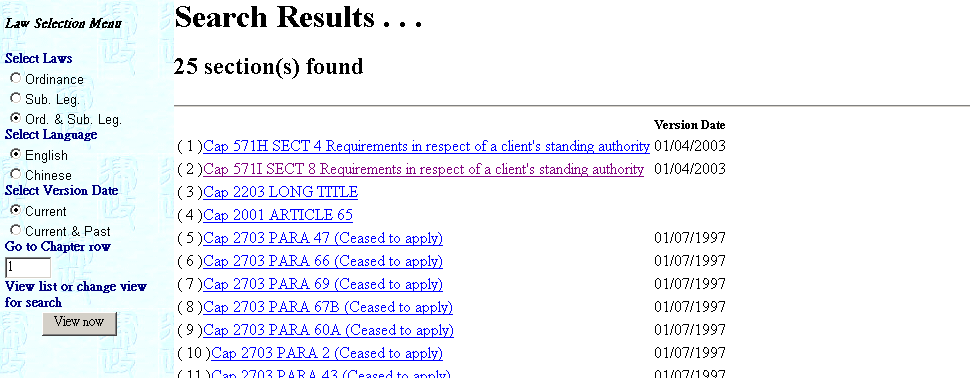 Law Selection Menu
Select Laws
Ordinance
Sub. Leg.
Ord. & Sub. Leg.
Select Language
English
Chinese
Select Version Date
Current
Current & Past
Go to Chapter row
1
View list or change view
for search
View now
Search Results . . .
25 section(s) found
Version Date
( 1 )Cap 571H SECT 4 Requirements in respect of a client's standing authority 01/04/2003
( 2 )Cap 571I SECT 8 Requirements in respect of a client's standing authority 01/04/2003
( 3 )Cap 2203 LONG TITLE
( 4 )Cap 2001 ARTICLE 65
( 5 )Cap 2703 PARA 47 (Ceased to apply) 01/07/1997
( 6 )Cap 2703 PARA 66 (Ceased to apply) 01/07/1997
( 7 )Cap 2703 PARA 69 (Ceased to apply) 01/07/1997
( 8 )Cap 2703 PARA 67B (Ceased to apply) 01/07/1997
( 9 )Cap 2703 PARA 60A (Ceased to apply) 01/07/1997
( 10 )Cap 2703 PARA 2 (Ceased to apply) 01/07/1997
( 11 )Cap 2703 PARA 43 (Ceased to apply) 01/07/1997